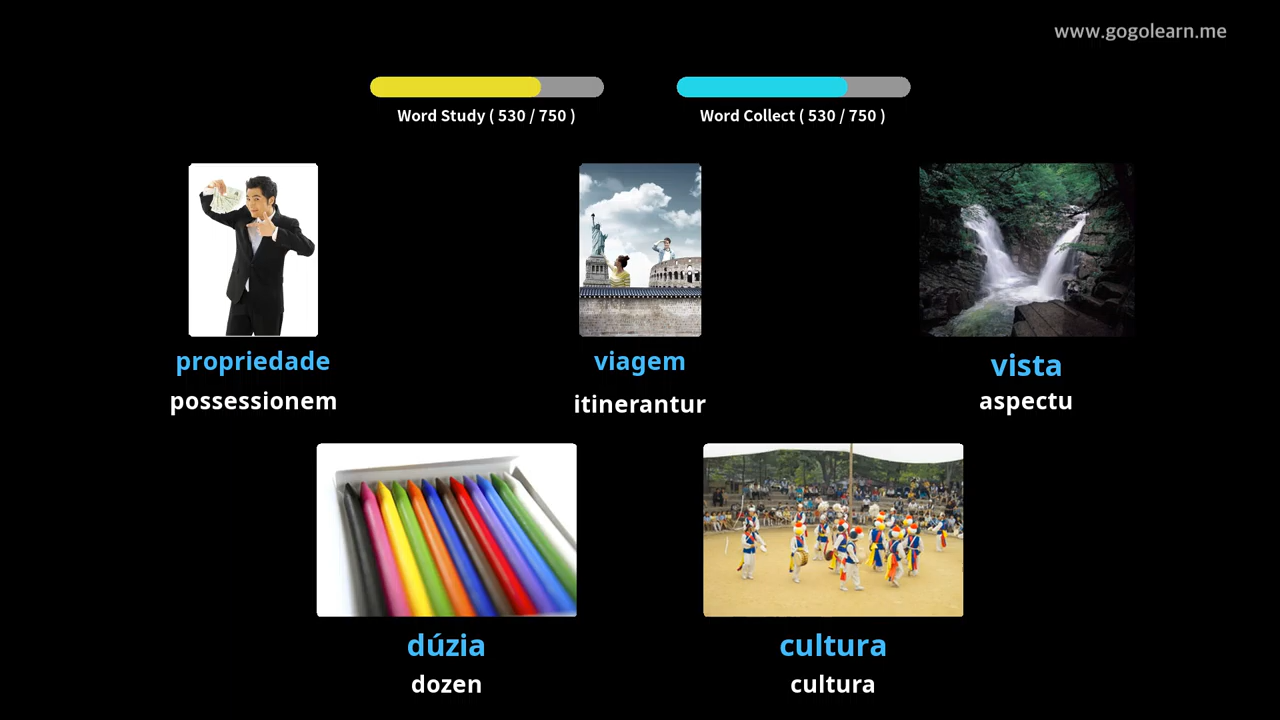 www.gogolearn.me
Word Study ( 530 / 750 )
Word Collect ( 530 / 750 )
propriedade
possessionem
viagem
itinerantur
vista
aspectu
dúzia
dozen
cultura
cultura